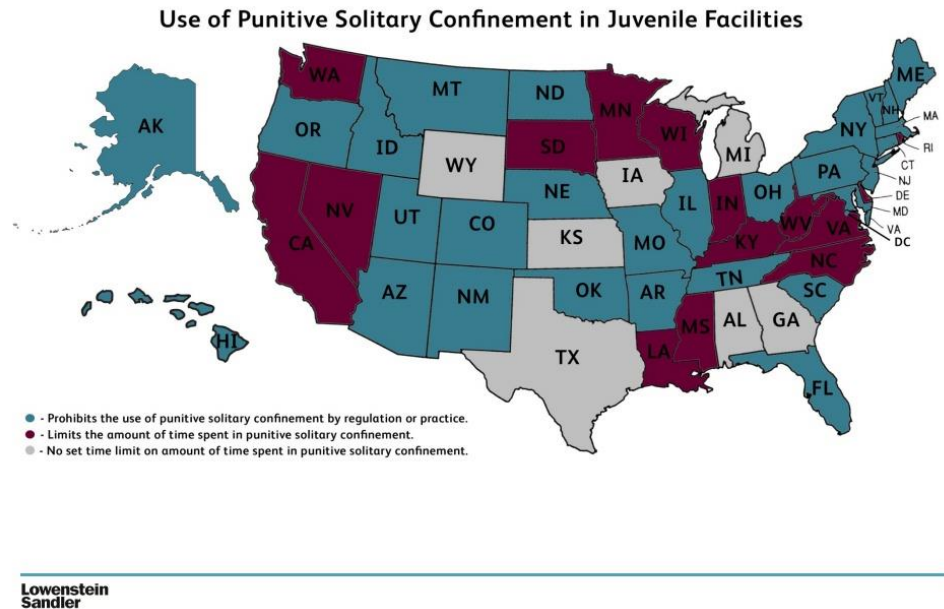 Use of Punitive Solitary Confinement in Juvenile Facilities
WA
MT
ND
MN
ME
VT
NH
MA
AK
OR
ID
WY
SD
WI
MI
NY
RI
CT
NV
UT
CO
NE
IA
IL
IN
OH
PA
NJ
DE
MD
VA
DC
CA
KS
MO
KY
WV
VA
NC
AZ
NM
OK
AR
TN
SC
HI
TX
LA
MS
AL
GA
FL
- Prohibits the use of punitive solitary confinement by regulation or practice.
- Limits the amount of time spent in punitive solitary confinement.
- No set time limit on amount of time spent in punitive solitary confinement.
Lowenstein
Sandler